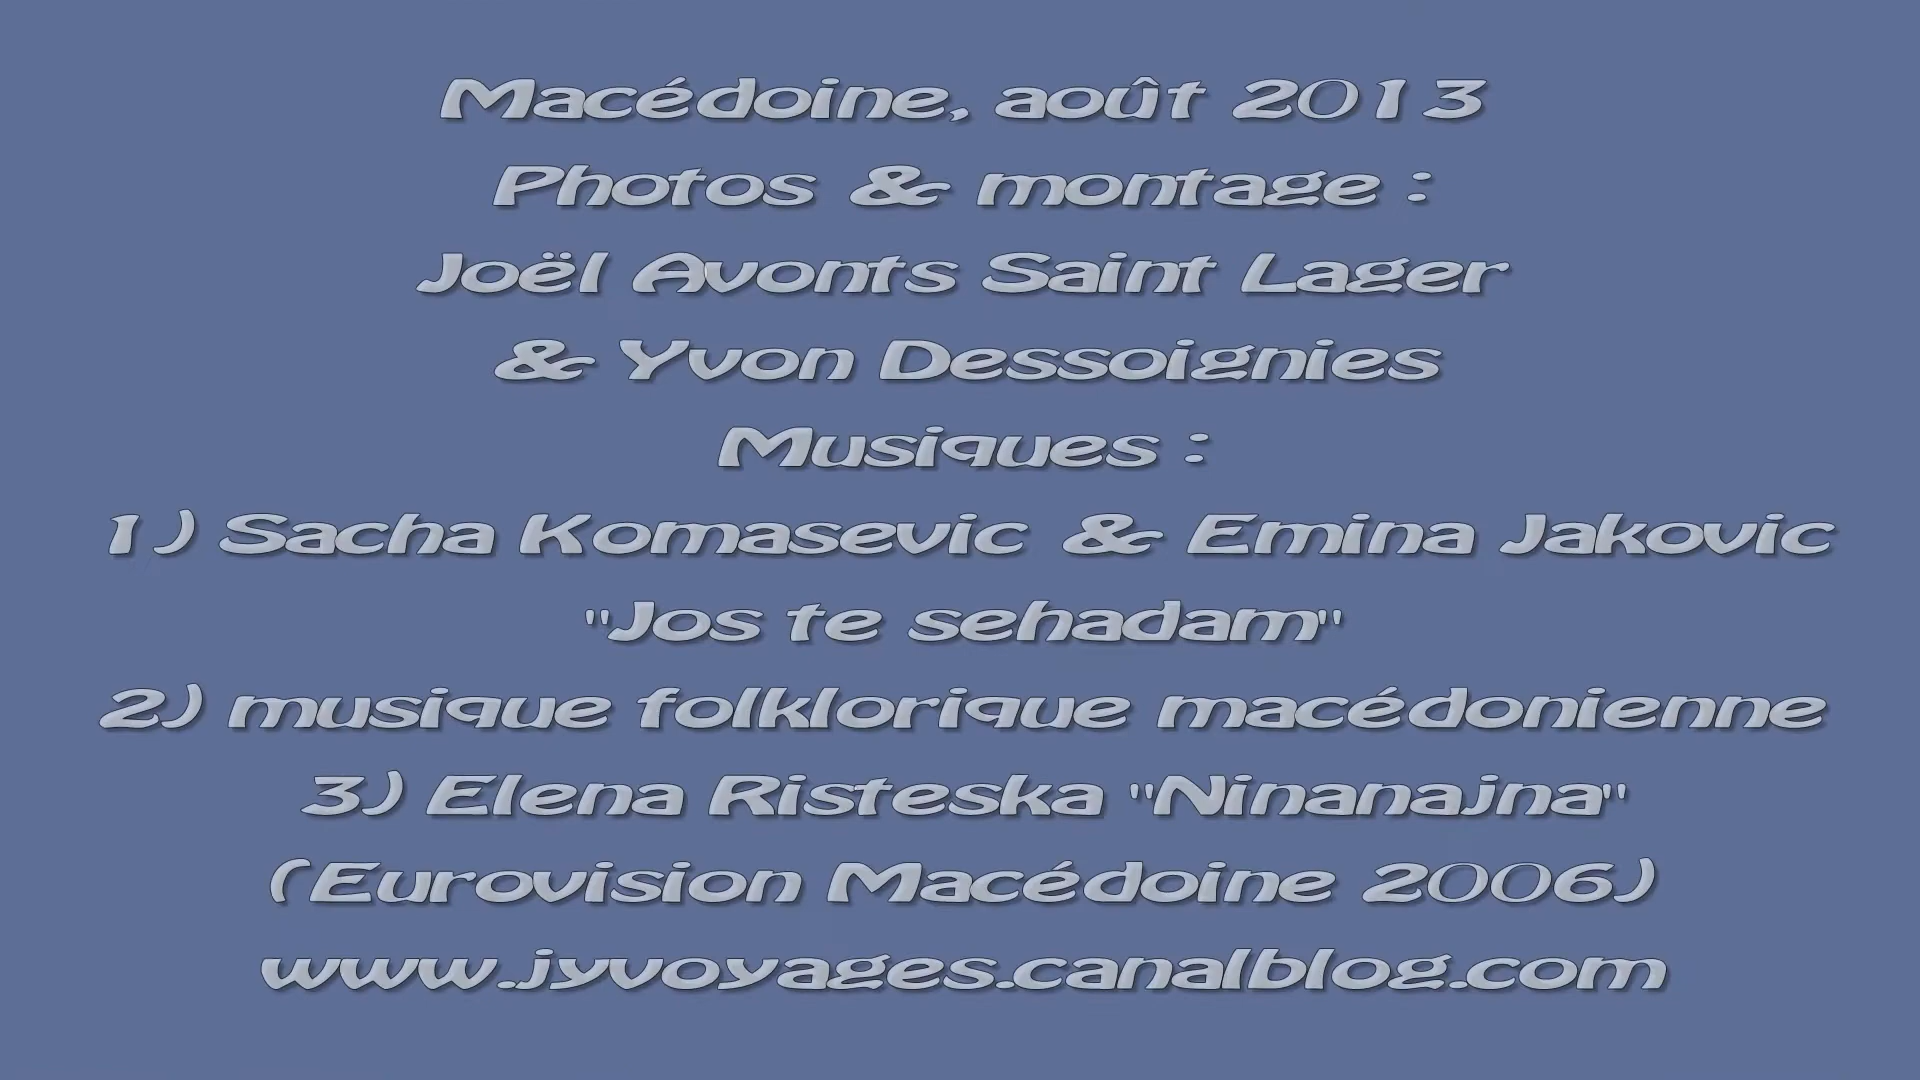 Macédoine, août 2013
Photos & montage :
Joël Avonts Saint Lager
& Yvon Dessoignies
Musiques :
1) Sacha Komasevic & Emina Jakovic
"Jos te sehadam"
2) musique folklorique macédonienne
3) Elena Risteska "Ninanajna"
(Eurovision Macédoine 2006)
www.jyvoyages.canalblog.com